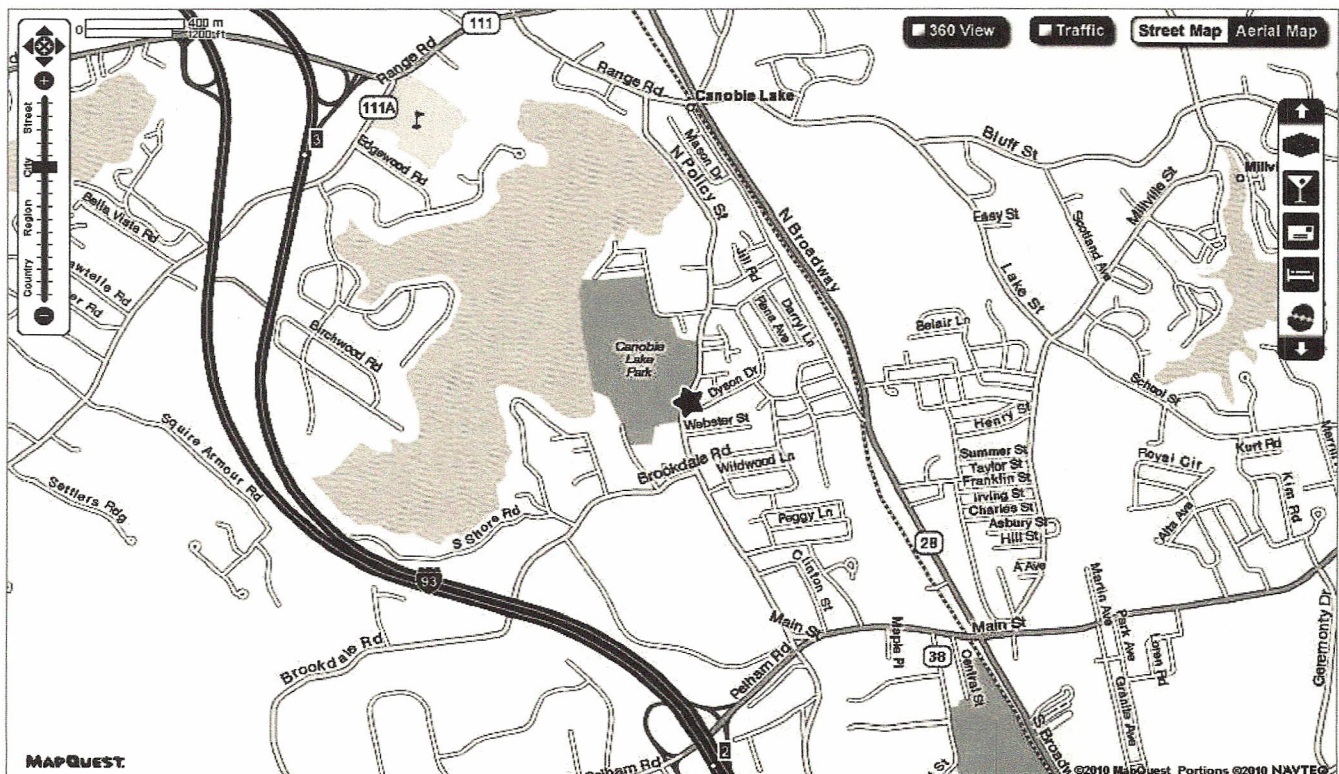 400 m
0
1200 ft
111
360 View
Traffic
Street Map
Aerial Map
Range Rd
Range Rd
Canobie Lake
111A
3
Street
City
Region
Country
Edgewood Rd
Mason Dr
N Policy St
Bluff St
Millville St
Easy St
Scotland Ave
Bella Vista Rd
N Broadway
Lake St
Jill Rd
Rena Ave
Darryl Ln
Belair Ln
Birchwood Rd
Canobie
Lake
Park
Dyson Dr
Webster St
Henry St
School St
Squire Armour Rd
Settlers Rdg
Brookdale Rd
Wildwood Ln
Summer St
Taylor St
Franklin St
Irving St
Charles St
Asbury St
Hill St
Royal Cir
Kurt Rd
Kim Rd
Alta Ave
S Shore Rd
Peggy Ln
28
A Ave
93
Clinton St
Martin Ave
Main St
Main St
Park Ave
Geremonty Dr
Maple Pl
38
Central St
Granite Ave
Loren Rd
Brookdale Rd
Pelham Rd
2
MAPQUEST
©2010 MapQuest Portions ©2010 NAVTEQ